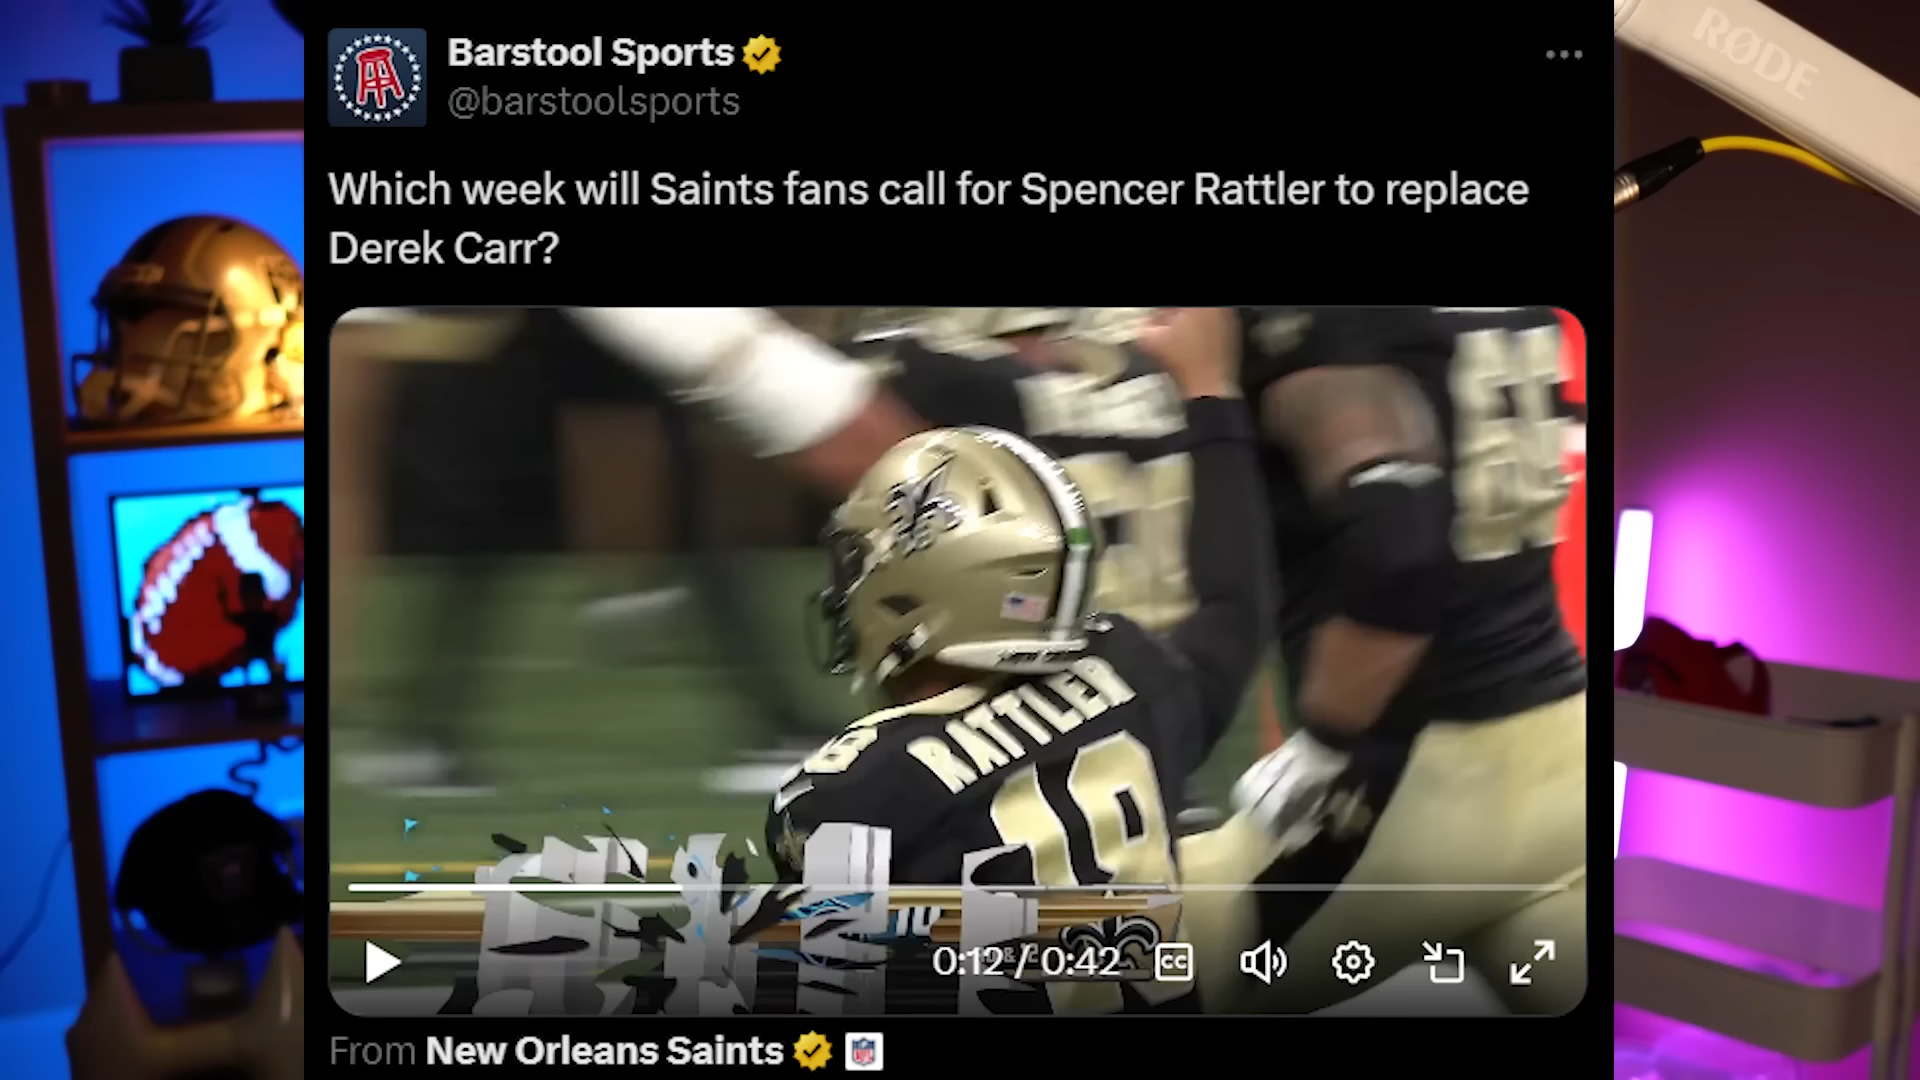 Barstool Sports
@barstoolsports
RØDE
Which week will Saints fans call for Spencer Rattler to replace
Derek Carr?
RATTLER
18
0:12 / 0:42
CC
From New Orleans Saints